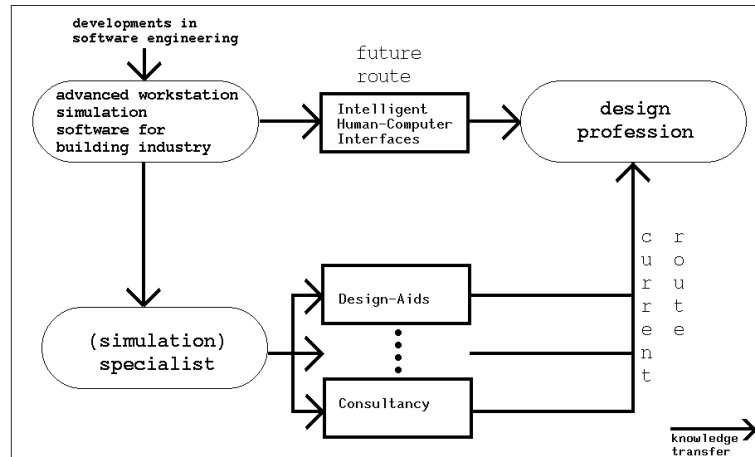 developments in
software engineering
future
route
advanced workstation
simulation
software for
building industry
Intelligent
Human-Computer
Interfaces
design
profession
current
route
Design-Aids
(simulation)
specialist
Consultancy
knowledge
transfer